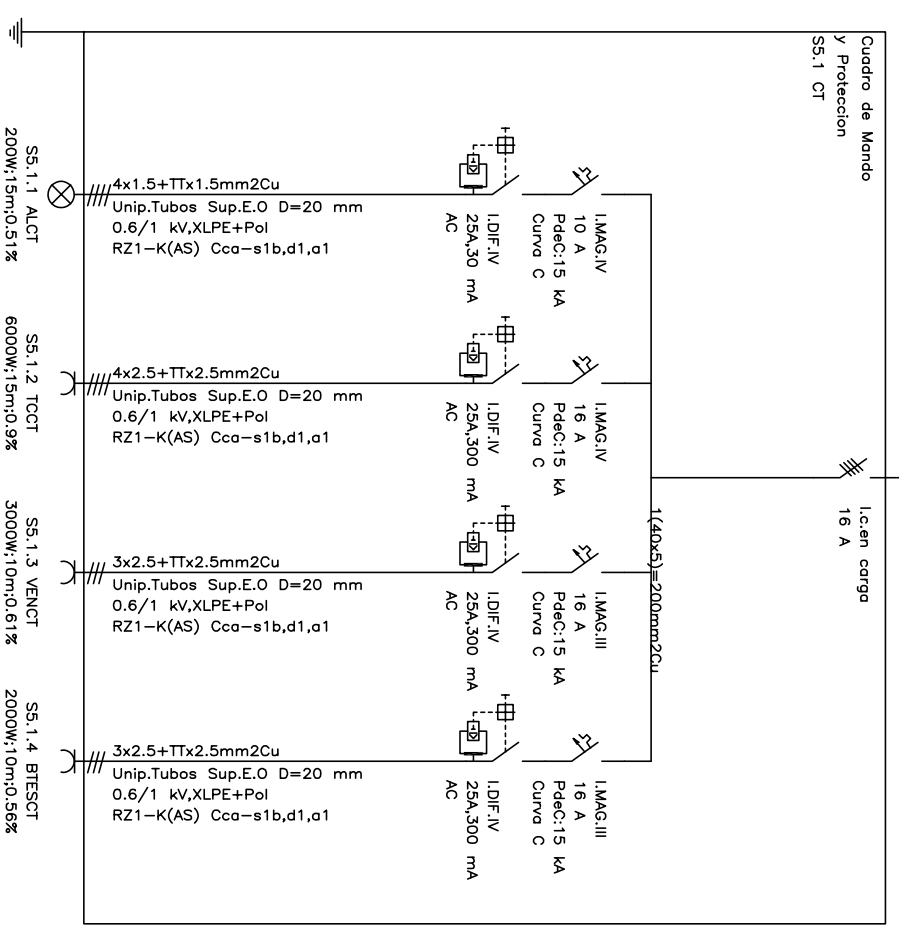 Cuadro de Mando
y Proteccion
S5.1 CT
I.c.en carga
16 A
1(40x5)=200mm2Cu
I.MAG.IV
10 A
PdeC:15 kA
Curva C
I.DIF.IV
25A,30 mA
AC
4x1.5+TTx1.5mm2Cu
Unip.Tubos Sup.E.O D=20 mm
0.6/1 kV,XLPE+Pol
RZ1-K(AS) Cca-s1b,d1,a1
S5.1.1 ALCT
200W;15m;0.51%
I.MAG.IV
16 A
PdeC:15 kA
Curva C
I.DIF.IV
25A,300 mA
AC
4x2.5+TTx2.5mm2Cu
Unip.Tubos Sup.E.O D=20 mm
0.6/1 kV,XLPE+Pol
RZ1-K(AS) Cca-s1b,d1,a1
S5.1.2 TCCT
6000W;15m;0.9%
I.MAG.III
16 A
PdeC:15 kA
Curva C
I.DIF.IV
25A,300 mA
AC
3x2.5+TTx2.5mm2Cu
Unip.Tubos Sup.E.O D=20 mm
0.6/1 kV,XLPE+Pol
RZ1-K(AS) Cca-s1b,d1,a1
S5.1.3 VENCT
3000W;10m;0.61%
I.MAG.III
16 A
PdeC:15 kA
Curva C
I.DIF.IV
25A,300 mA
AC
3x2.5+TTx2.5mm2Cu
Unip.Tubos Sup.E.O D=20 mm
0.6/1 kV,XLPE+Pol
RZ1-K(AS) Cca-s1b,d1,a1
S5.1.4 BTESCT
2000W;10m;0.56%